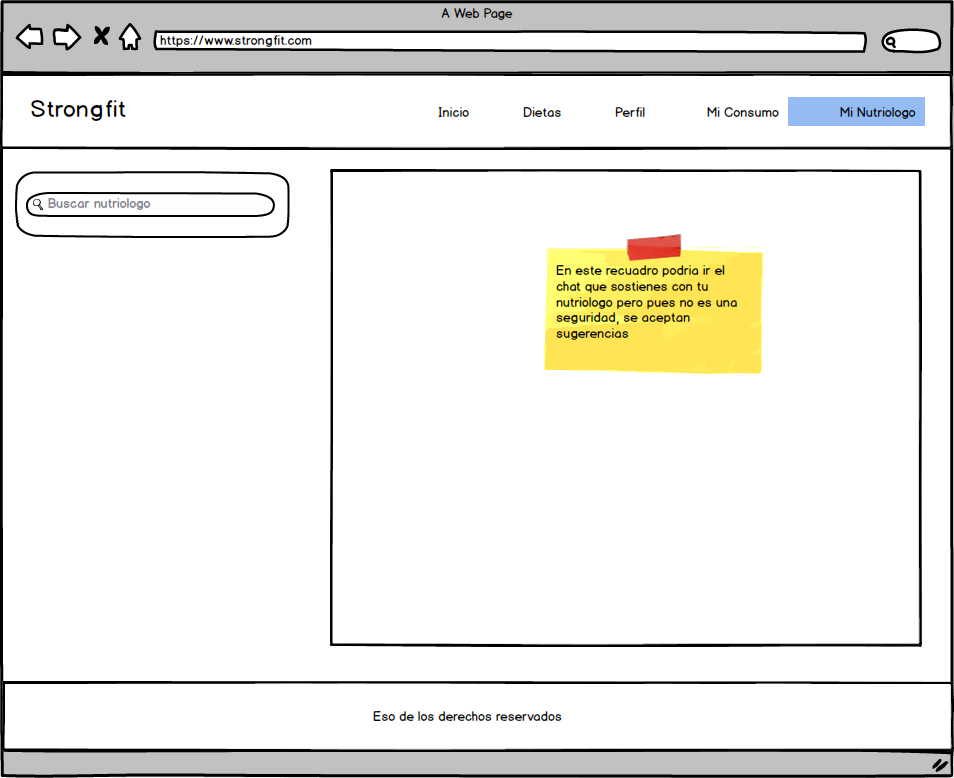 A Web Page
https://www.strongfit.com
Strongfit
Inicio
Dietas
Perfil
Mi Consumo
Mi Nutriologo
Buscar nutriologo
En este recuadro podria ir el
chat que sostienes con tu
nutriologo pero pues no es una
seguridad, se aceptan
sugerencias
Eso de los derechos reservados